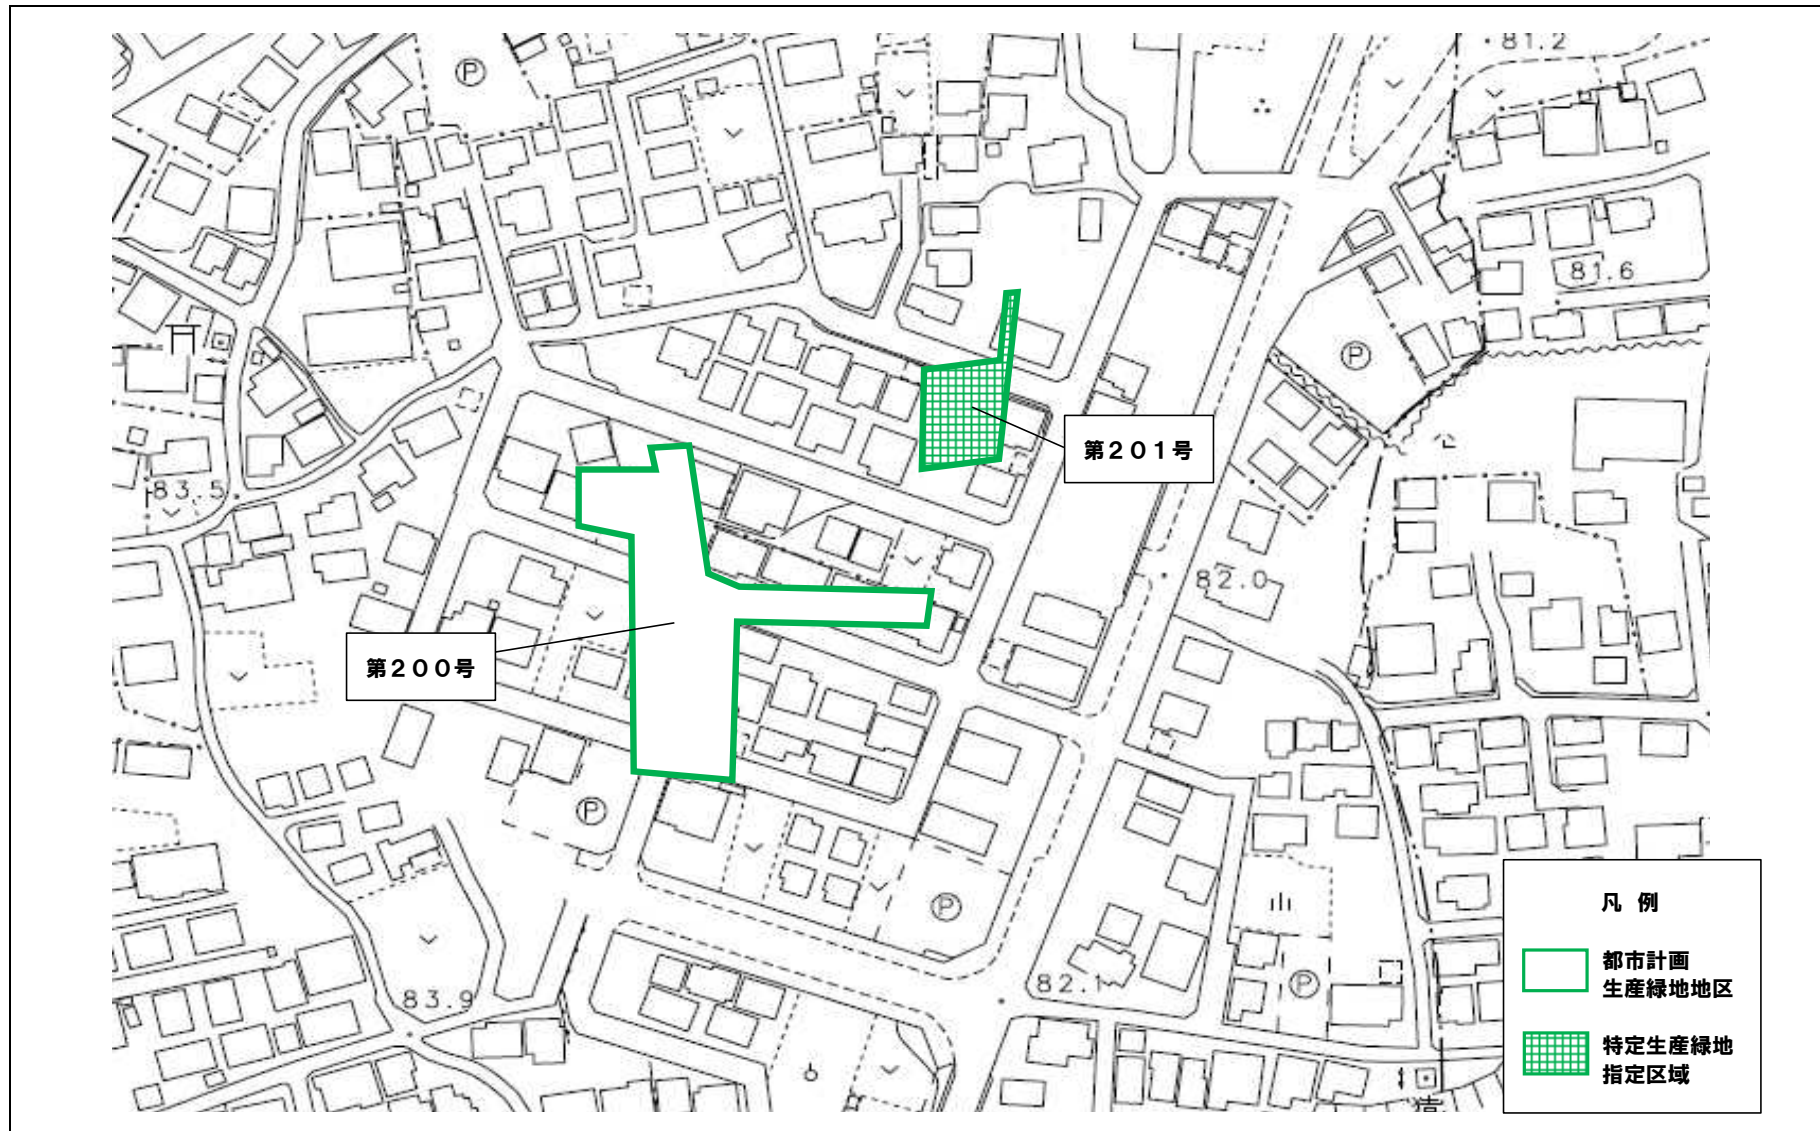 81.2
Ⓟ
81.6
Ⓟ
第201号
83.5
82.0
第200号
Ⓟ
Ⓟ
凡 例
都市計画
生産緑地地区
83.9
82.1
Ⓟ
特定生産緑地
指定区域